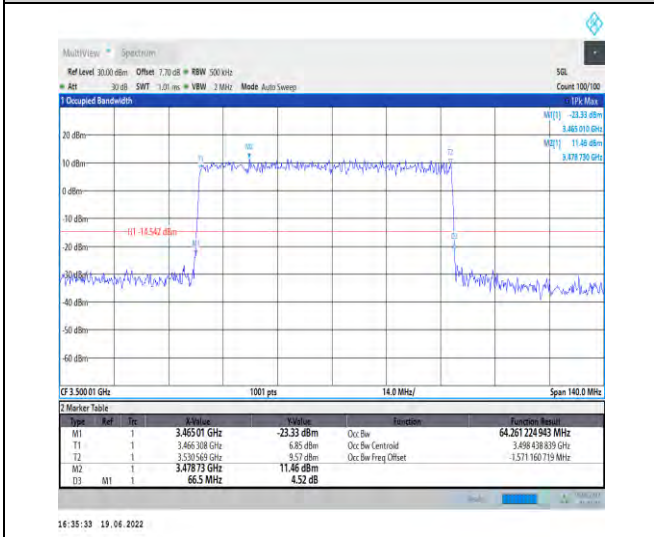 MultiView Spectrum
Ref Level 30.00 dBm Offset 7.70 dB RBW 500 kHz SGL
Att 30 dB SWT 1.01 ms VBW 2 MHz Mode Auto Sweep Count 100/100
1 Occupied Bandwidth 1Pk Max
M1[1] -23.33 dBm
3.465 010 GHz
M2[1] 11.46 dBm
3.478 730 GHz
20 dBm
M2
T1
T2
10 dBm
0 dBm
-10 dBm
H1 -14.542 dBm
-20 dBm
M1
D3
-30 dBm
-40 dBm
-50 dBm
-60 dBm
CF 3.500 01 GHz 1001 pts 14.0 MHz/ Span 140.0 MHz
2 Marker Table
Type Ref Trc X-Value Y-Value Function Function Result
M1 1 3.465 01 GHz -23.33 dBm Occ Bw 64.261 224 943 MHz
T1 1 3.466 308 GHz 6.85 dBm Occ Bw Centroid 3.498 438 839 GHz
T2 1 3.530 569 GHz 9.57 dBm Occ Bw Freq Offset -1.571 160 719 MHz
M2 1 3.478 73 GHz 11.46 dBm
D3 M1 1 66.5 MHz 4.52 dB
16:35:33 19.06.2022